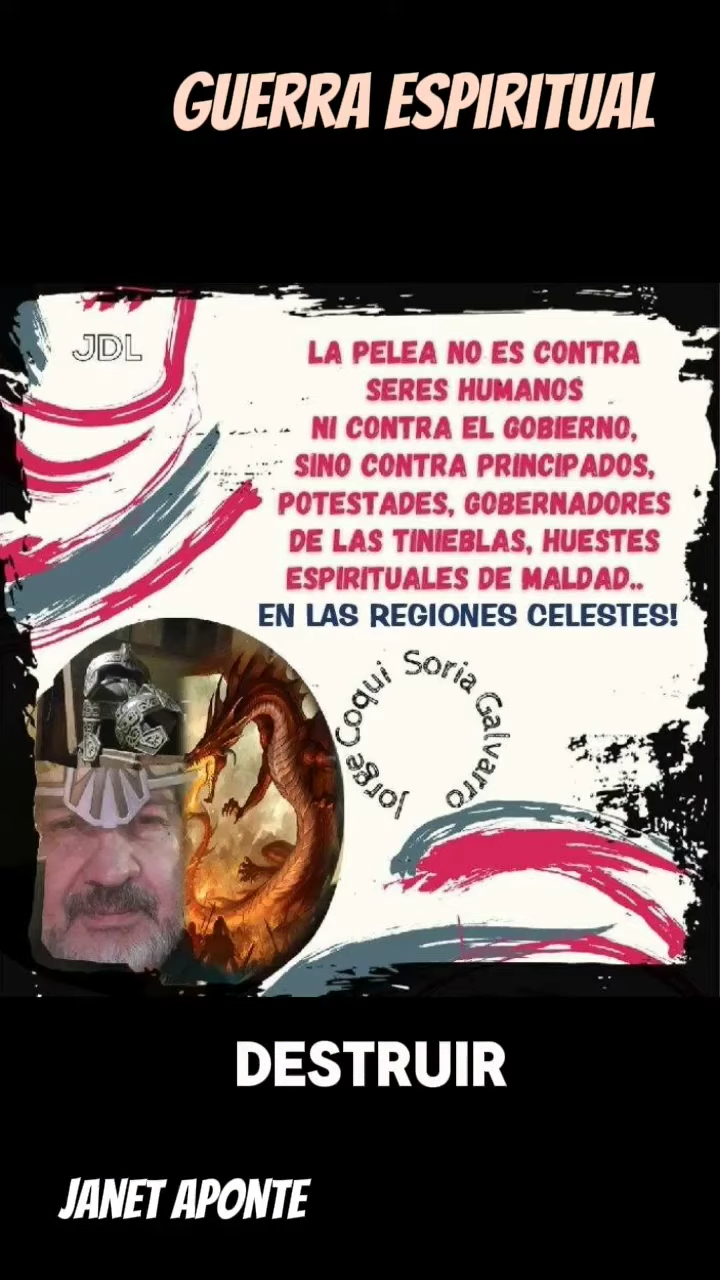 GUERRA ESPIRITUAL
JDL
LA PELEA NO ES CONTRA
SERES HUMANOS
NI CONTRA EL GOBIERNO,
SINO CONTRA PRINCIPADOS,
POTESTADES, GOBERNADORES
DE LAS TINIEBLAS, HUESTES
ESPIRITUALES DE MALDAD..
EN LAS REGIONES CELESTES!
Jorge Coqui Soria Galvarro
DESTRUIR
JANET APONTE